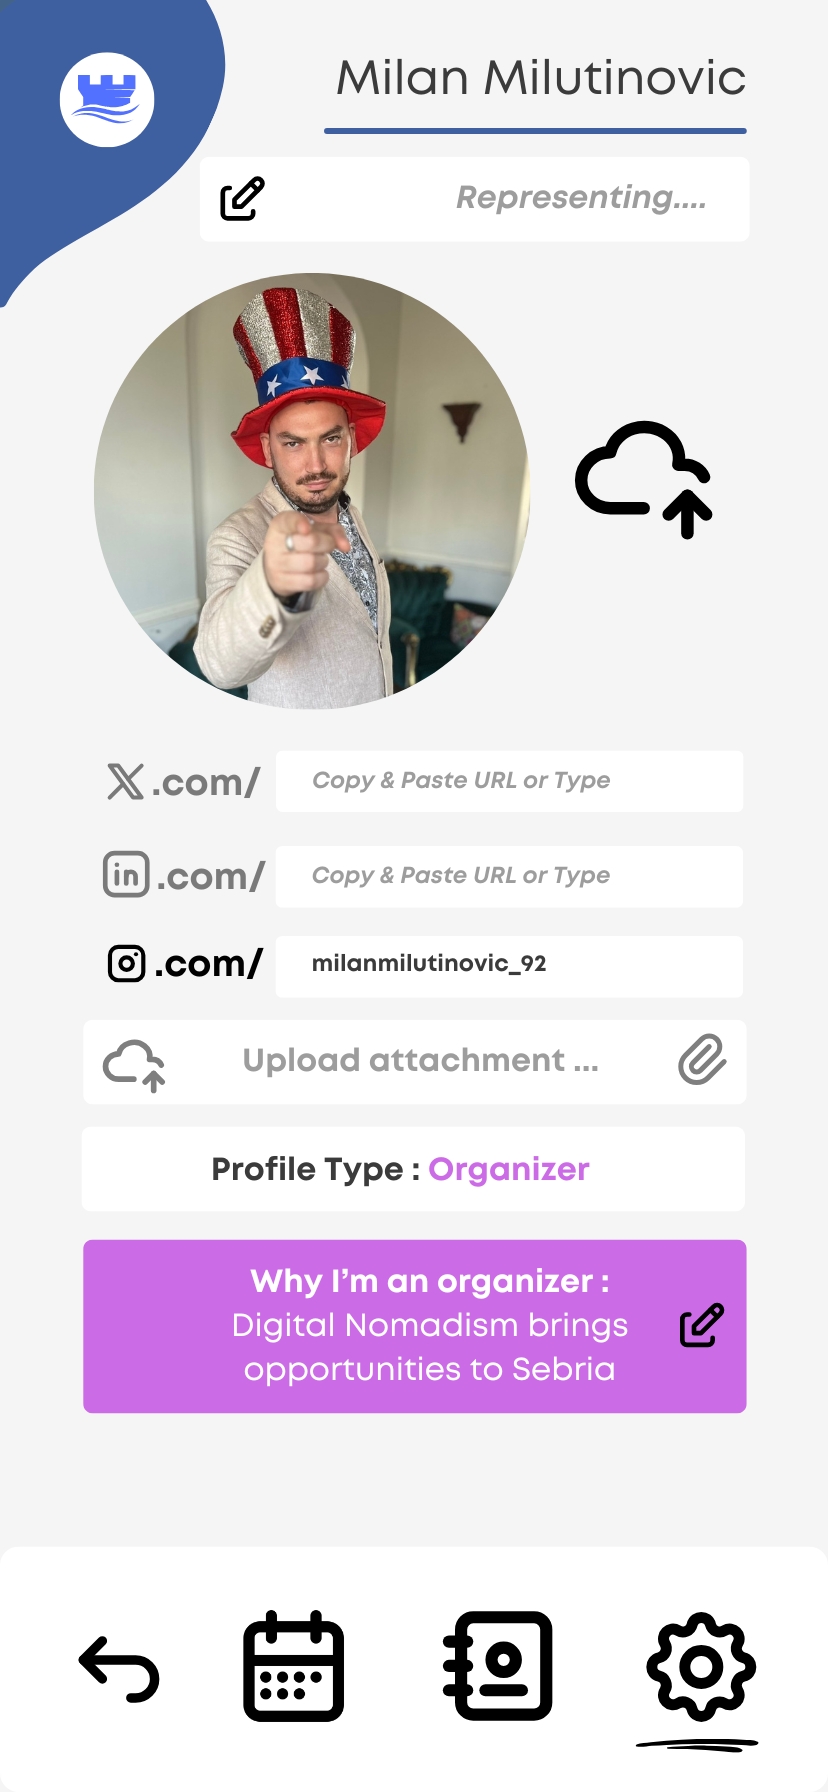 Milan Milutinovic
Representing....
.com/ Copy & Paste URL or Type
in .com/ Copy & Paste URL or Type
.com/ milanmilutinovic_92
Upload attachment ...
Profile Type : Organizer
Why I’m an organizer :
Digital Nomadism brings
opportunities to Sebria